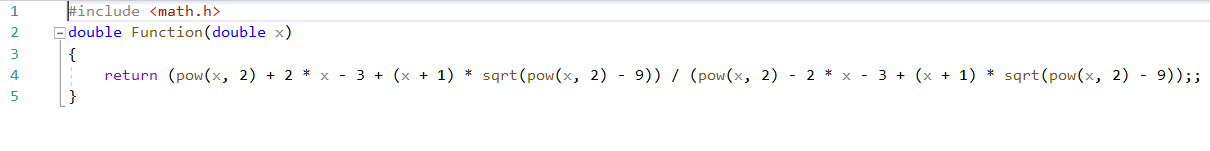 1 #include <math.h>
2 double Function(double x)
3 {
4 return (pow(x, 2) + 2 * x - 3 + (x + 1) * sqrt(pow(x, 2) - 9)) / (pow(x, 2) - 2 * x - 3 + (x + 1) * sqrt(pow(x, 2) - 9));;
5 }